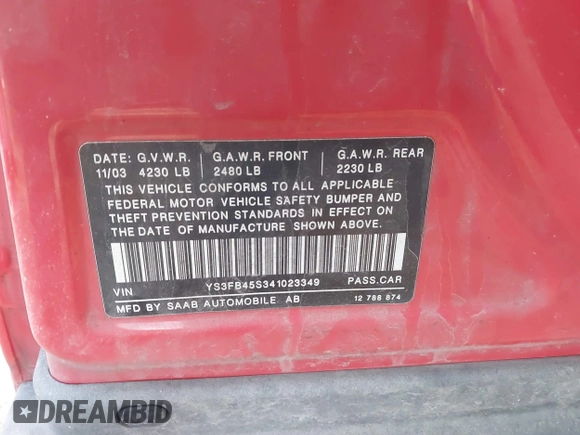 DATE: G.V.W.R. G.A.W.R. FRONT G.A.W.R. REAR
11/03 4230 LB 2480 LB 2230 LB
THIS VEHICLE CONFORMS TO ALL APPLICABLE
FEDERAL MOTOR VEHICLE SAFETY BUMPER AND
THEFT PREVENTION STANDARDS IN EFFECT ON
THE DATE OF MANUFACTURE SHOWN ABOVE.
VIN YS3FB45S341023349 PASS.CAR
MFD BY SAAB AUTOMOBILE AB 12 788 874
DREAMBID